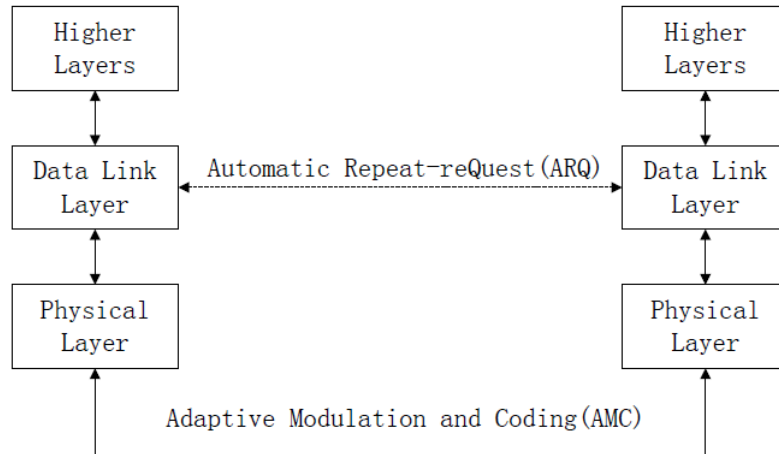 Higher
Layers
Higher
Layers
Data Link
Layer
Automatic Repeat-reQuest(ARQ)
Data Link
Layer
Physical
Layer
Physical
Layer
Adaptive Modulation and Coding(AMC)